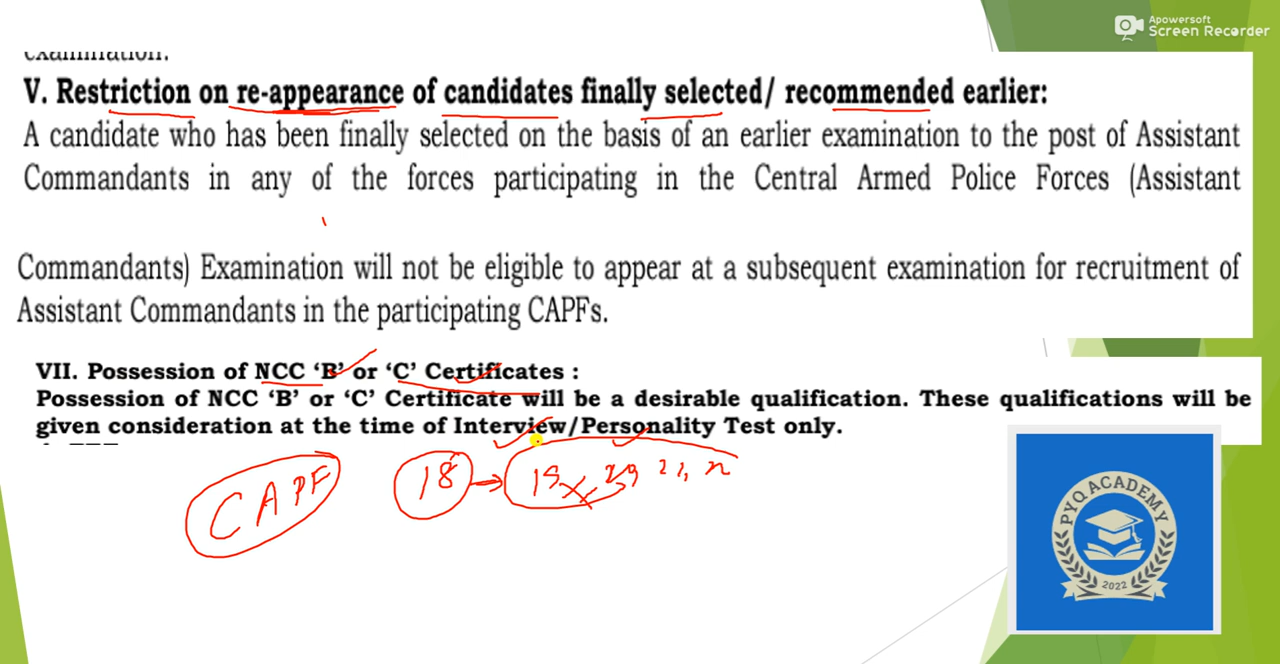 Apowersoft
Screen Recorder
examination.
V. Restriction on re-appearance of candidates finally selected/ recommended earlier:
A candidate who has been finally selected on the basis of an earlier examination to the post of Assistant
Commandants in any of the forces participating in the Central Armed Police Forces (Assistant
Commandants) Examination will not be eligible to appear at a subsequent examination for recruitment of
Assistant Commandants in the participating CAPFs.
VII. Possession of NCC ‘B’ or ‘C’ Certificates :
Possession of NCC ‘B’ or ‘C’ Certificate will be a desirable qualification. These qualifications will be
given consideration at the time of Interview/Personality Test only.
CAPF 18 19
PYQ ACADEMY
2022